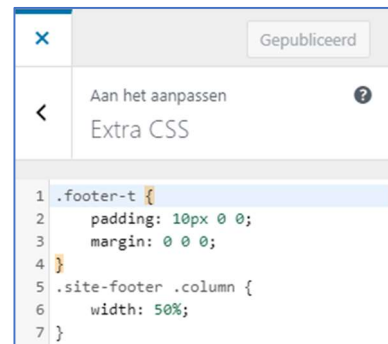 Gepubliceerd
Aan het aanpassen
Extra CSS
1 .footer-t {
2     padding: 10px 0 0;
3     margin: 0 0 0;
4 }
5 .site-footer .column {
6     width: 50%;
7 }